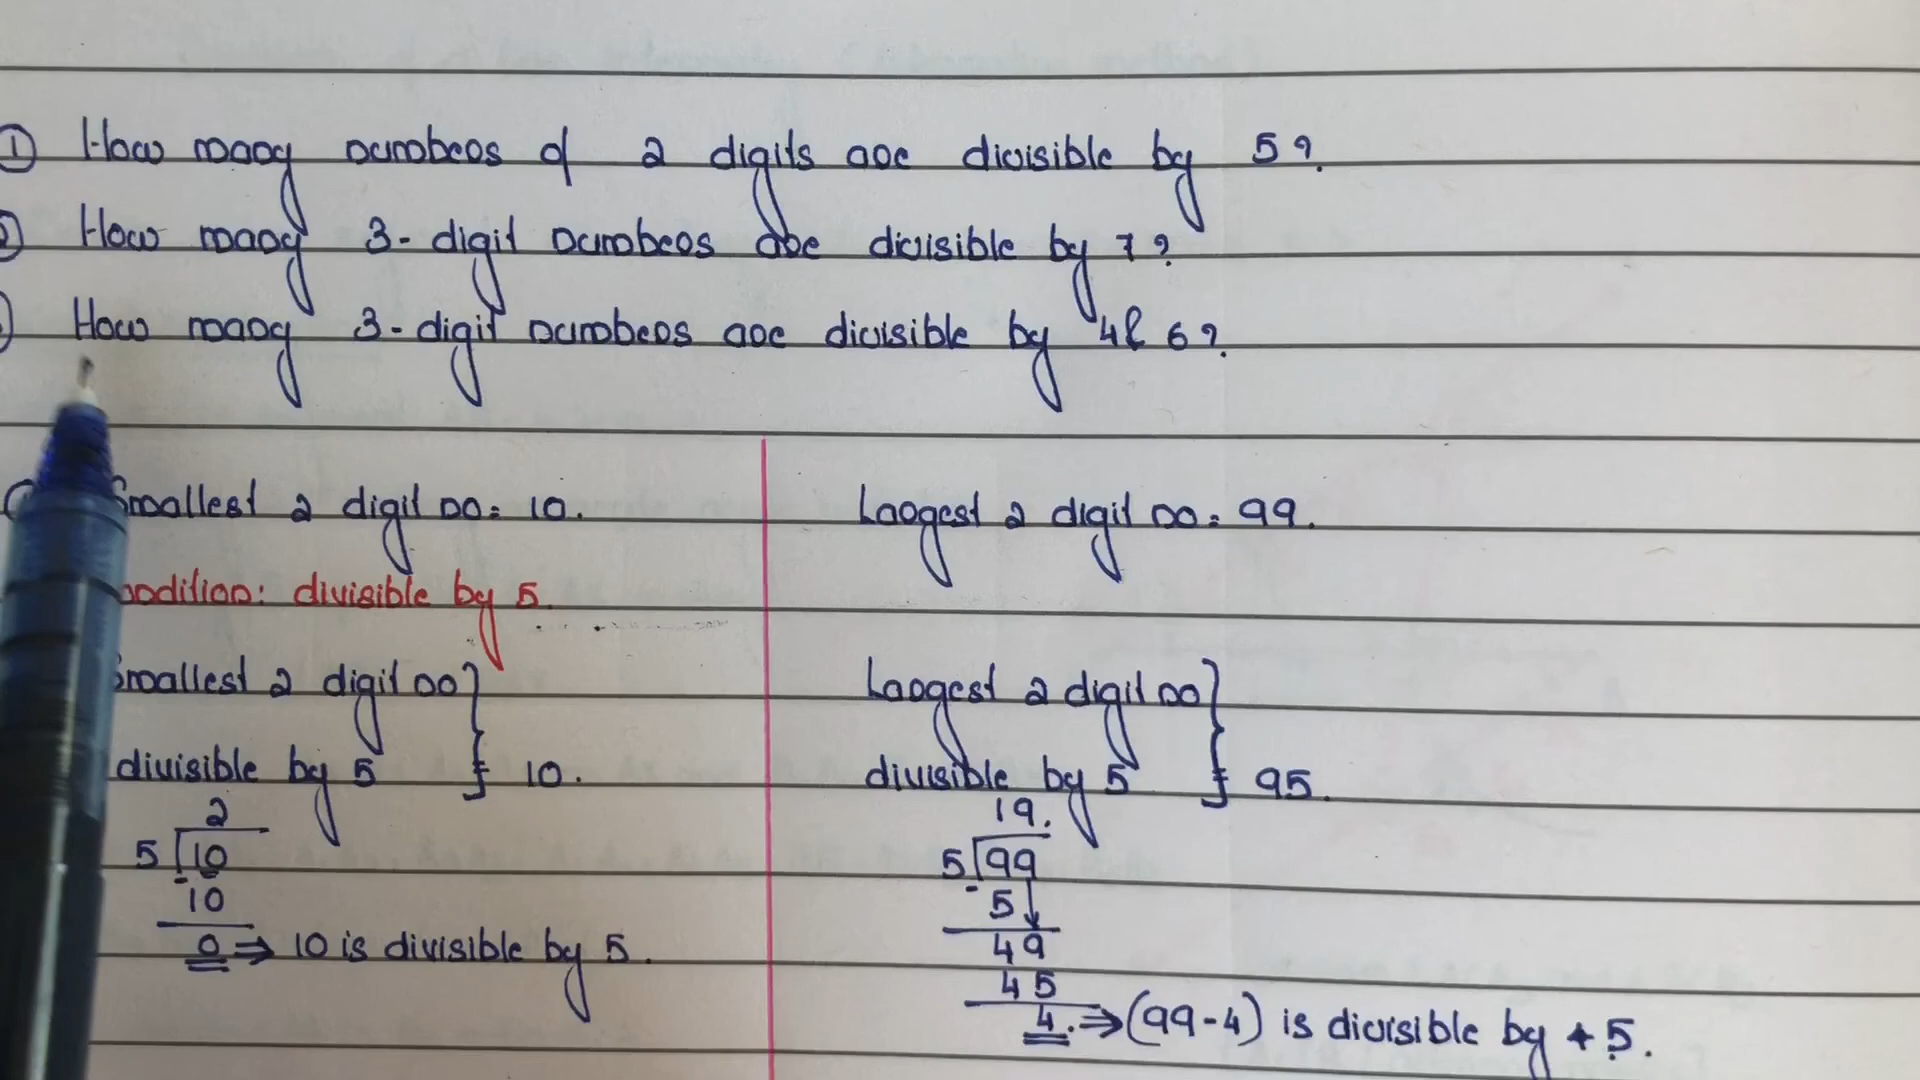 ① How many numbers of 2 digits are divisible by 5?.
How many 3-digit numbers are divisible by 7?
How many 3-digit numbers are divisible by 4 & 6?
Smallest 2 digit no = 10.
condition: divisible by 5.
Smallest 2 digit no }
divisible by 5 } 10.
2
5 10
- 10
0 ⇒ 10 is divisible by 5.
Largest 2 digit no = 99.
Largest 2 digit no }
divisible by 5 } 95.
19.
5 99
- 5↓
49
45
4. ⇒ (99-4) is divisible by 5.